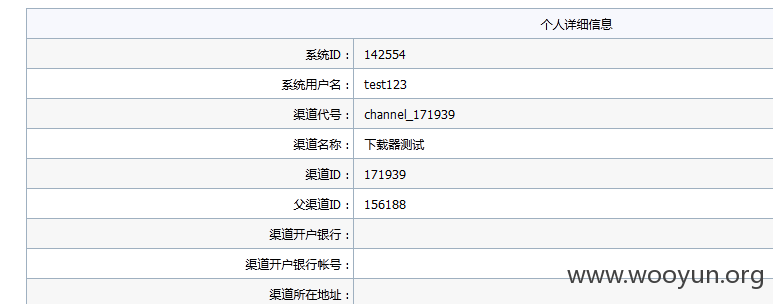 个人详细信息
系统ID： 142554
系统用户名： test123
渠道代号： channel_171939
渠道名称： 下载器测试
渠道ID： 171939
父渠道ID： 156188
渠道开户银行：
渠道开户银行帐号：
渠道所在地址：
www.wooyun.org